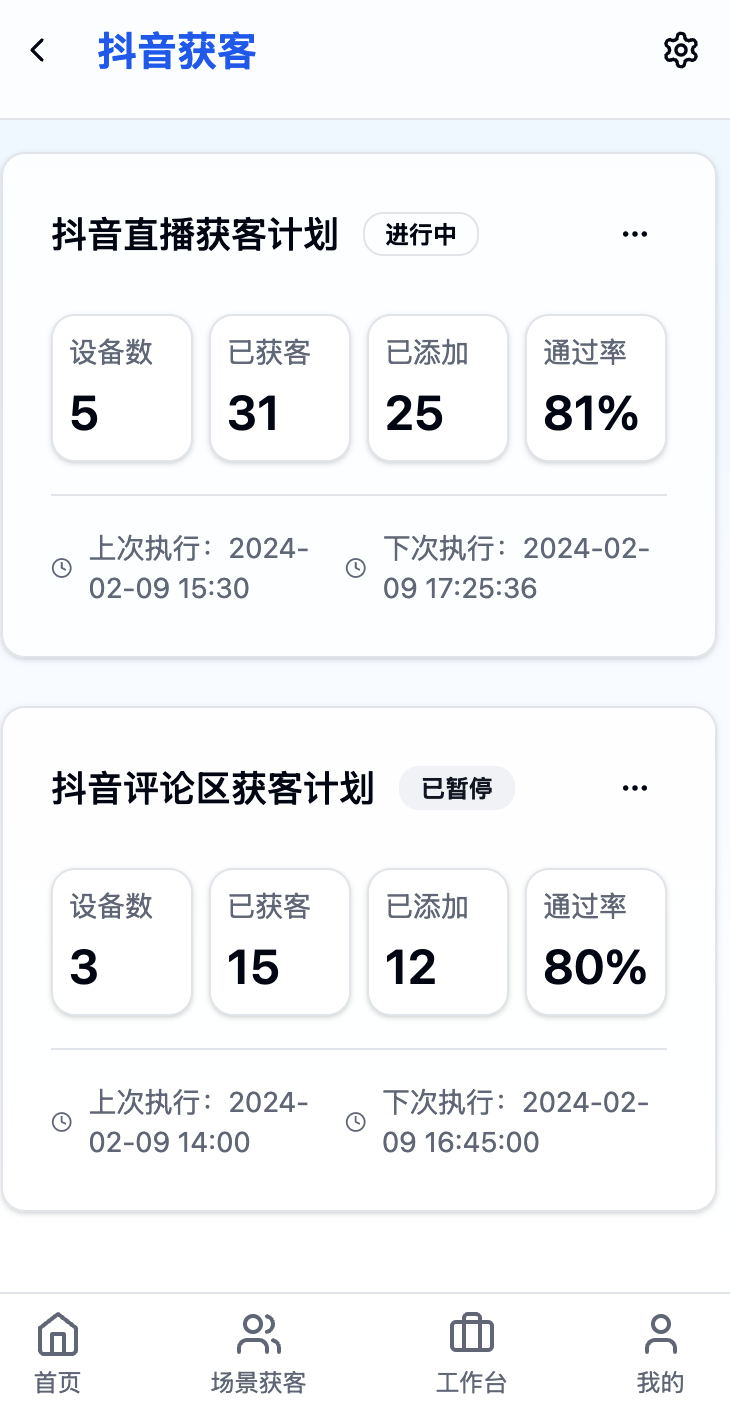 抖音获客
抖音直播获客计划 进行中
设备数 已获客 已添加 通过率
5 31 25 81%
上次执行：2024-
02-09 15:30
下次执行：2024-02-
09 17:25:36
抖音评论区获客计划 已暂停
设备数 已获客 已添加 通过率
3 15 12 80%
上次执行：2024-
02-09 14:00
下次执行：2024-02-
09 16:45:00
首页 场景获客 工作台 我的